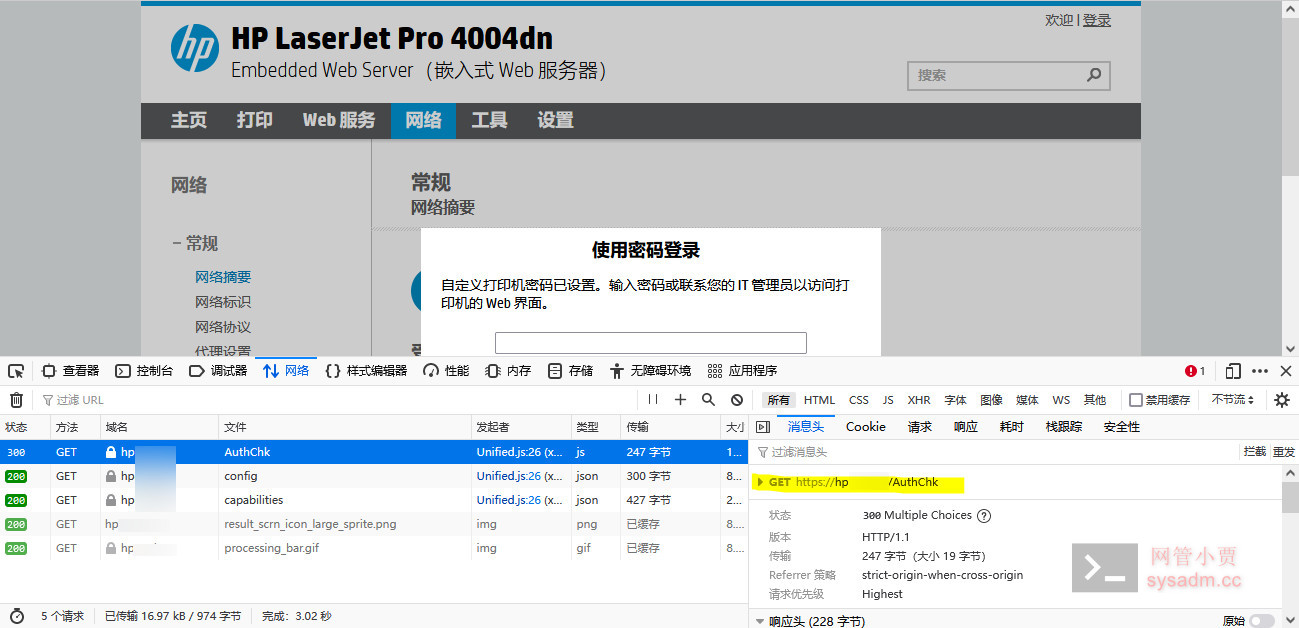 欢迎 | 登录
hp
HP LaserJet Pro 4004dn
Embedded Web Server（嵌入式 Web 服务器）
搜索
主页 打印 Web 服务 网络 工具 设置
网络
− 常规
网络摘要
网络标识
网络协议
代理设置
常规
网络摘要
使用密码登录
自定义打印机密码已设置。输入密码或联系您的 IT 管理员以访问打
印机的 Web 界面。
查看器 控制台 调试器 网络 样式编辑器 性能 内存 存储 无障碍环境 应用程序 1
过滤 URL
所有 HTML CSS JS XHR 字体 图像 媒体 WS 其他 禁用缓存 不节流
状态 方法 域名 文件 发起者 类型 传输 大小
300 GET hp AuthChk Unified.js:26 (x... js 247 字节 1...
200 GET hp config Unified.js:26 (x... json 300 字节 8...
200 GET hp capabilities Unified.js:26 (x... json 427 字节 2...
200 GET hp result_scrn_icon_large_sprite.png img png 已缓存 8...
200 GET hp processing_bar.gif img gif 已缓存 8...
5 个请求 已传输 16.97 kB / 974 字节 完成：3.02 秒
消息头 Cookie 请求 响应 耗时 栈跟踪 安全性
过滤消息头 拦截 重发
GET https://hp /AuthChk
状态 300 Multiple Choices
版本 HTTP/1.1
传输 247 字节（大小 19 字节）
Referrer 策略 strict-origin-when-cross-origin
请求优先级 Highest
响应头 (228 字节) 原始
网管小贾
sysadm.cc